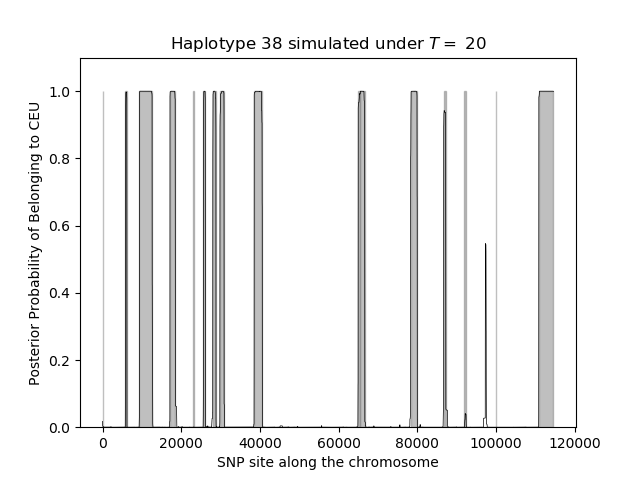 Haplotype 38 simulated under T = 20
Posterior Probability of Belonging to CEU
1.0
0.8
0.6
0.4
0.2
0.0
0 20000 40000 60000 80000 100000 120000
SNP site along the chromosome